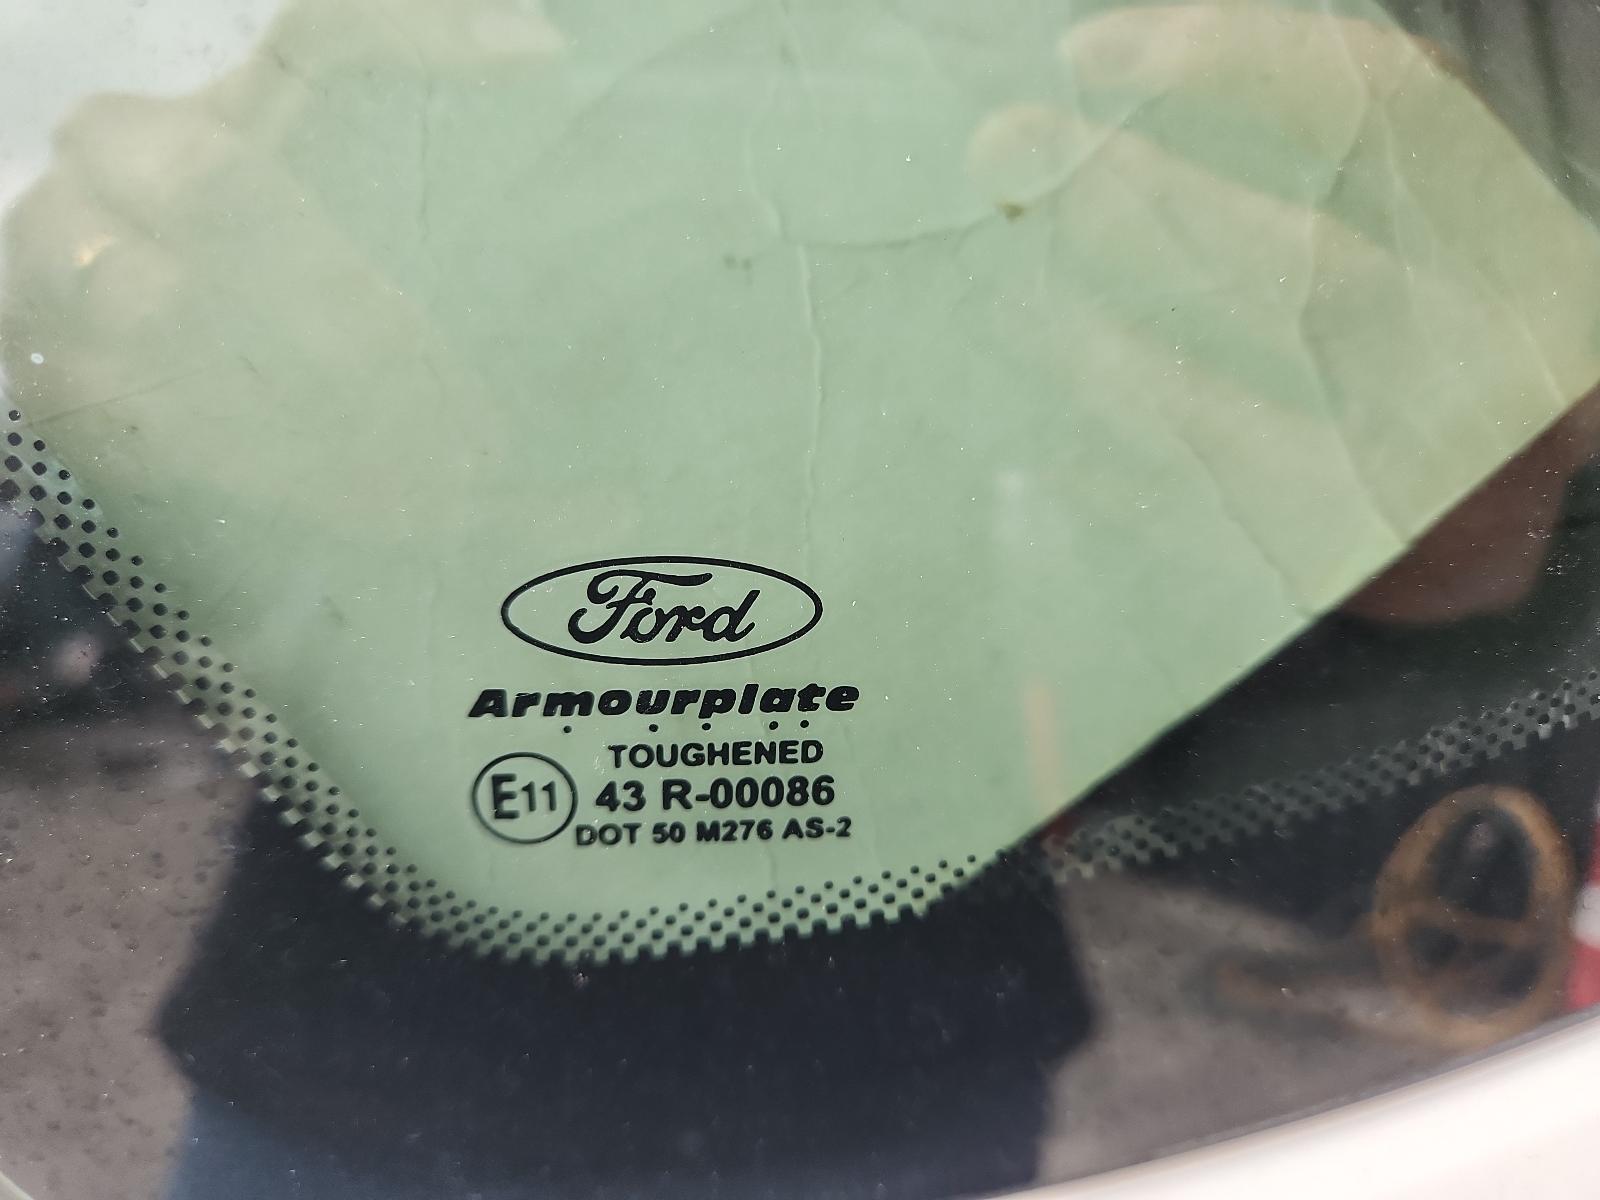 Ford
Armourplate
TOUGHENED
E11 43 R-00086
DOT 50 M276 AS-2